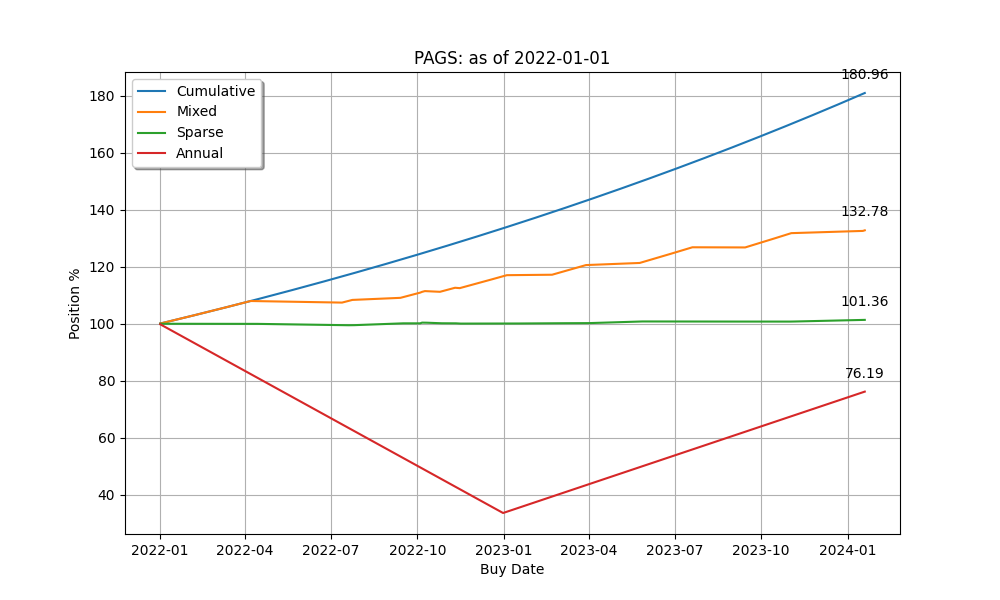 PAGS: as of 2022-01-01
Cumulative
Mixed
Sparse
Annual
180.96
132.78
101.36
76.19
Position %
180
160
140
120
100
80
60
40
2022-01 2022-04 2022-07 2022-10 2023-01 2023-04 2023-07 2023-10 2024-01
Buy Date